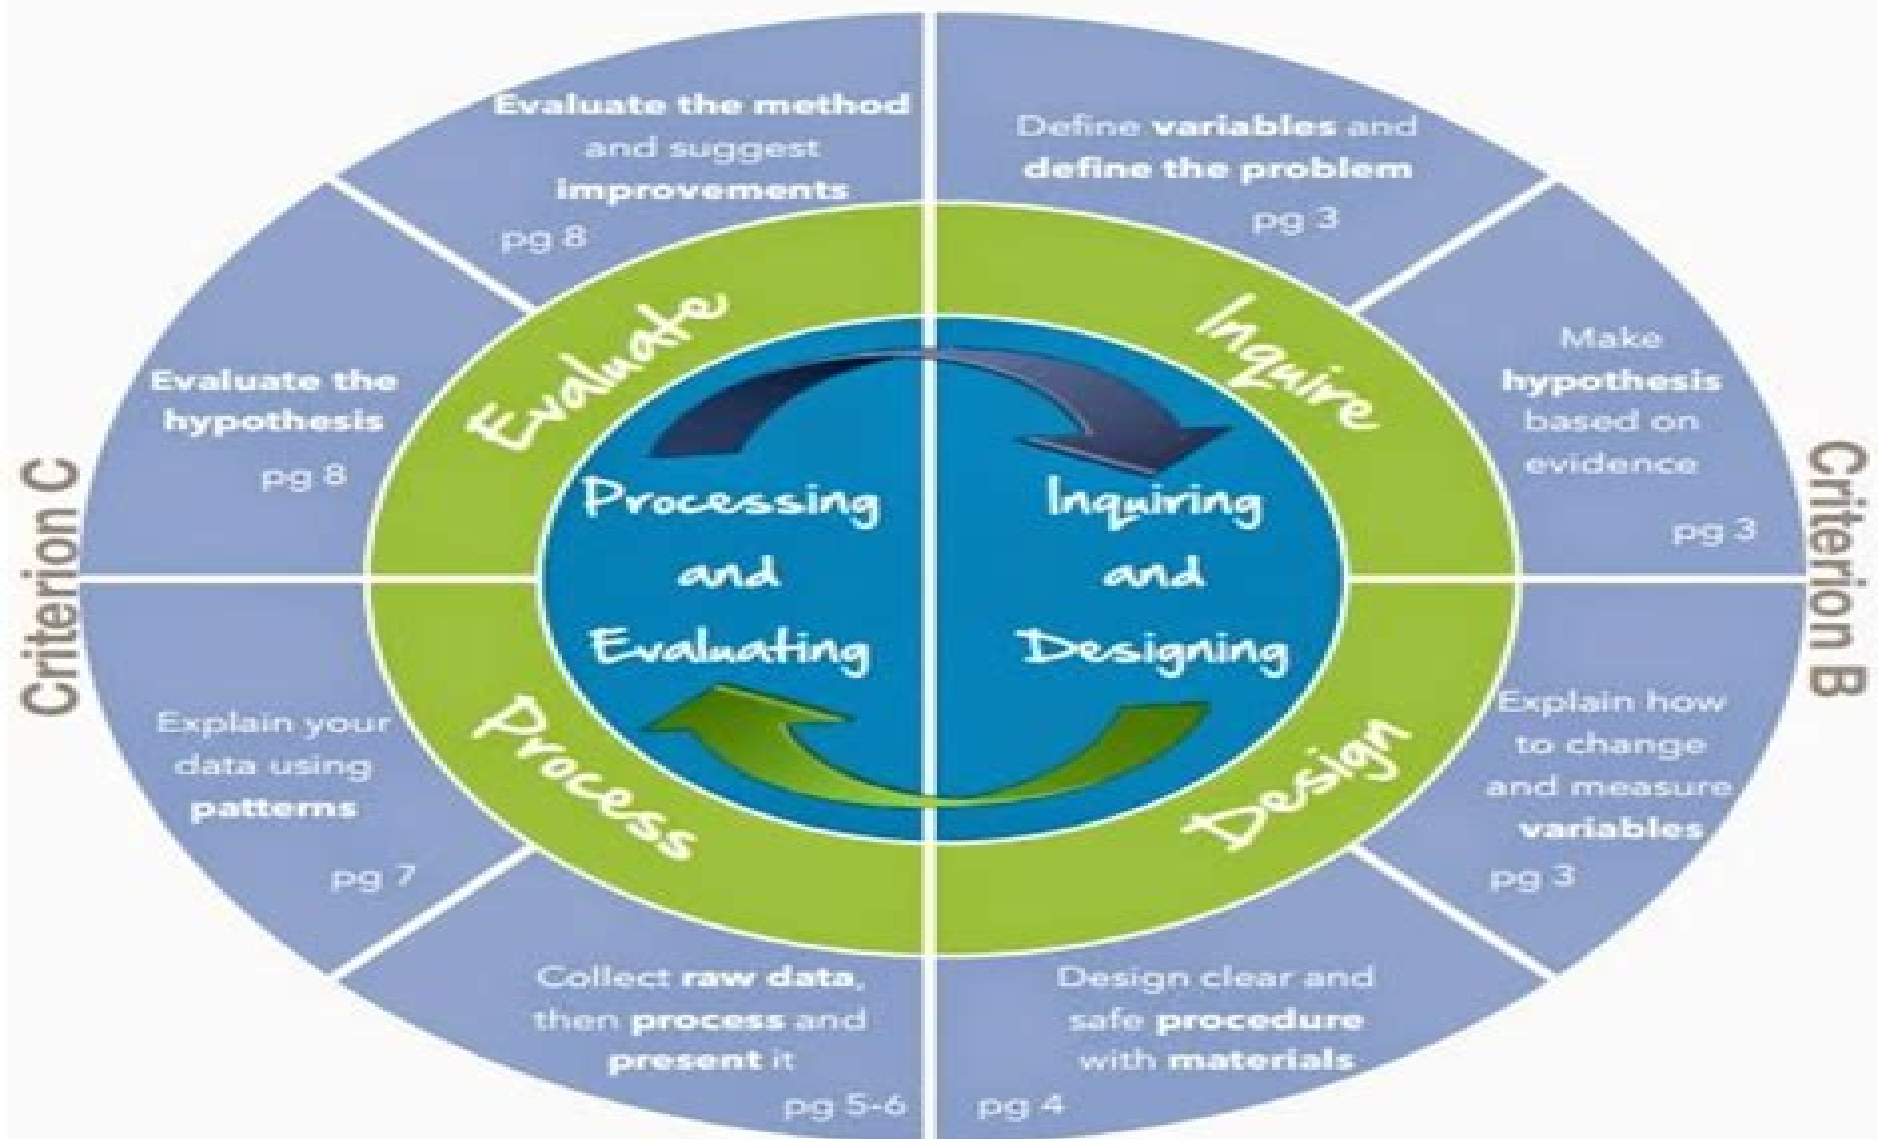 Evaluate the method
and suggest
improvements
pg 8
Define variables and
define the problem
pg 3
Evaluate
Inquire
Make
hypothesis
based on
evidence
pg 3
Evaluate the
hypothesis
pg 8
Criterion C
Criterion B
Processing
and
Evaluating
Inquiring
and
Designing
Explain how
to change
and measure
variables
pg 3
Explain your
data using
patterns
pg 7
Process
Design
Collect raw data,
then process and
present it
pg 5-6
Design clear and
safe procedure
with materials
pg 4